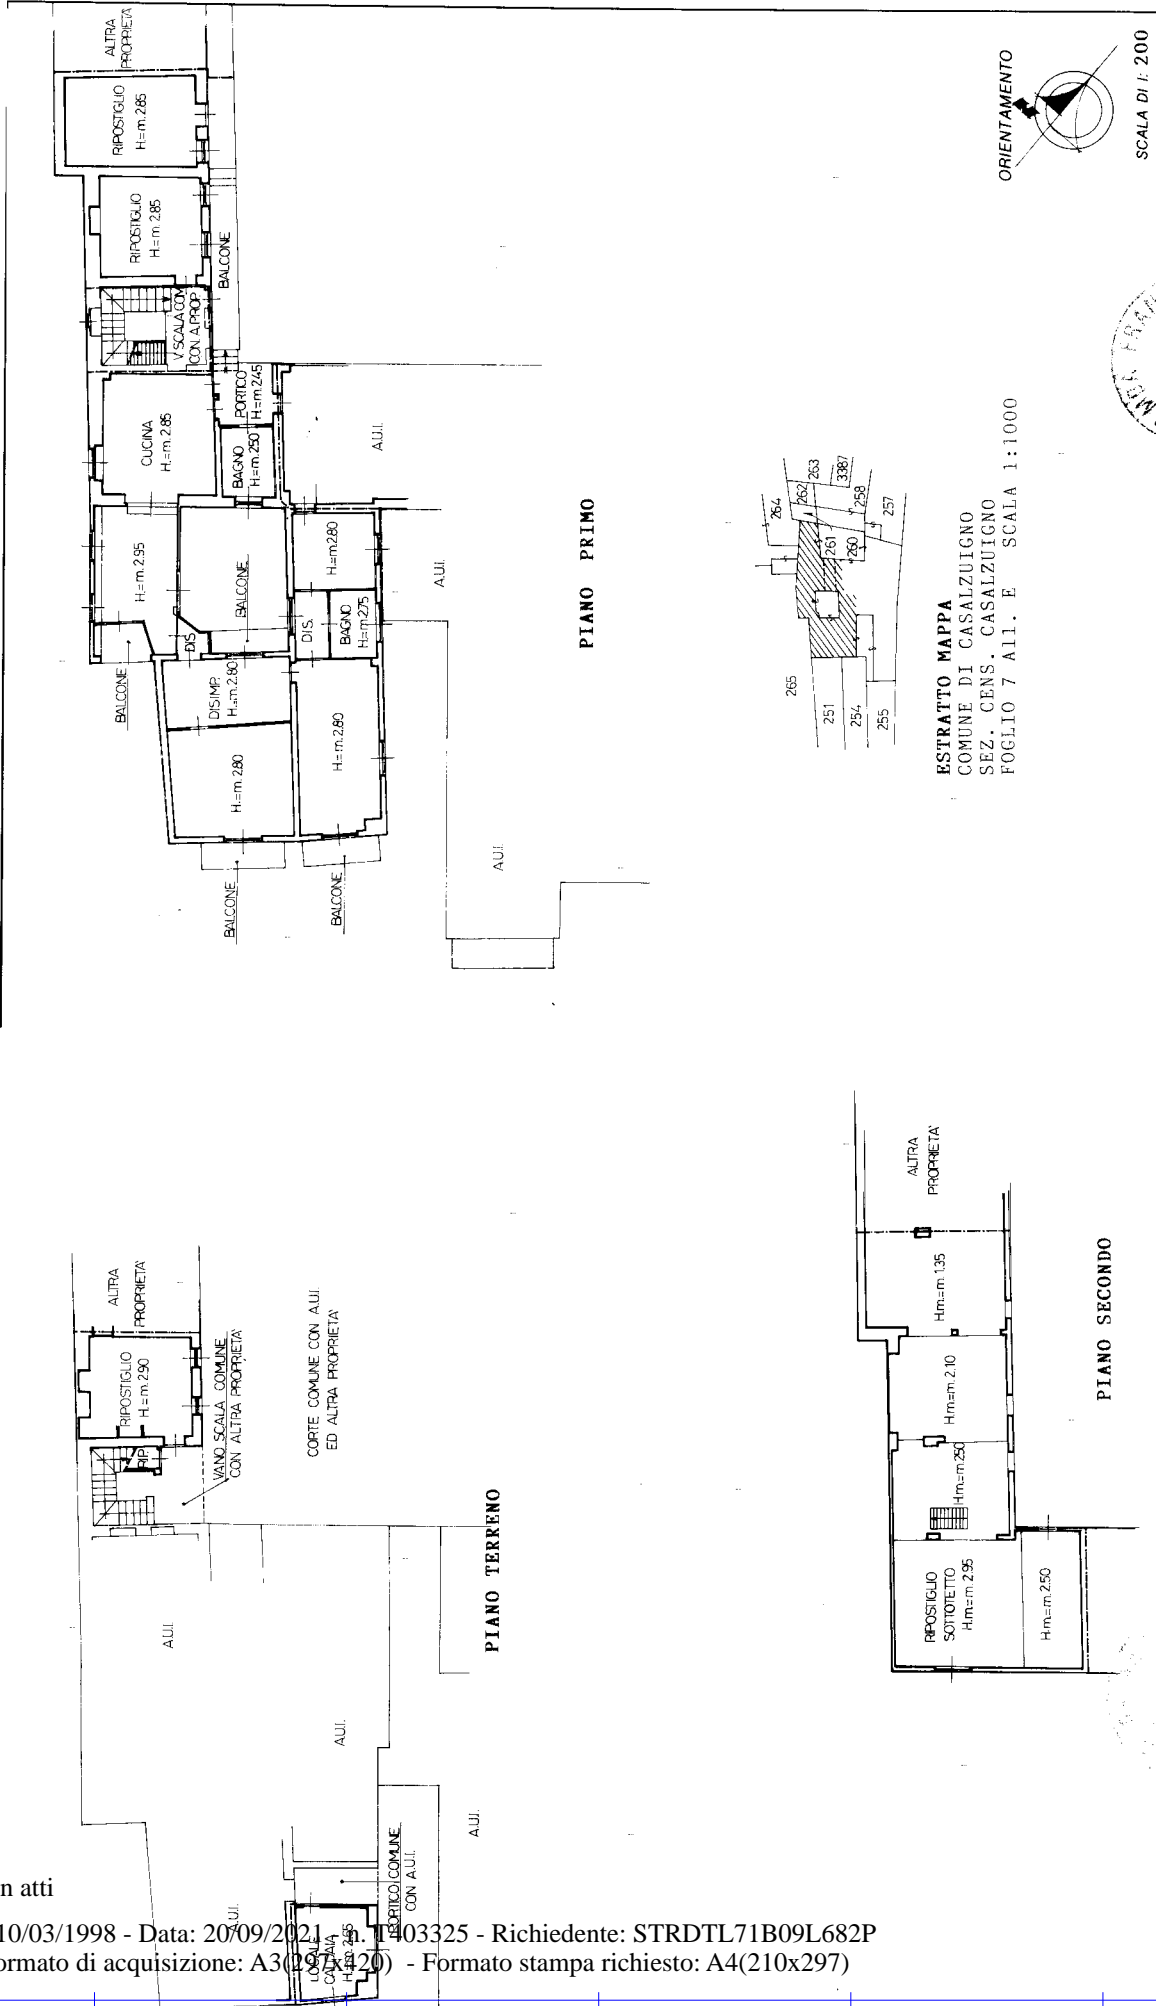 ALTRA
PROPRIETA'
RIPOSTIGLIO
H.=m.2.85
RIPOSTIGLIO
H.=m.2.85
BALCONE
V.SCALA COM.
CON A.PROP.
CUCINA
H.=m.2.85
PORTICO
H=m.2.45
BAGNO
H=m.2.50
A.U.I.
H.=m.2.95
BALCONE
H=m.2.80
A.U.I.
DIS.
DIS.
BAGNO
H=m.2.75
BALCONE
DISIMP.
H.=m.2.80
H.=m.2.80
H.=m.2.80
BALCONE
BALCONE
A.U.I.
PIANO PRIMO
ORIENTAMENTO
SCALA DI 1: 200
264
262
263
3387
258
257
261
260
265
251
254
255
ESTRATTO MAPPA
COMUNE DI CASALZUIGNO
SEZ. CENS. CASALZUIGNO
FOGLIO 7 All. E SCALA 1:1000
ALTRA
PROPRIETA'
RIPOSTIGLIO
H.=m.2.90
RIP.
VANO SCALA COMUNE
CON ALTRA PROPRIETA'
CORTE COMUNE CON A.U.I.
ED ALTRA PROPRIETA'
A.U.I.
A.U.I.
A.U.I.
A.U.I.
PORTICO COMUNE
CON A.U.I.
LOCALE
CALDAIA
PIANO TERRENO
ALTRA
PROPRIETA'
H.m.=m.1.35
H.m.=m.2.10
H.m.=m.2.50
RIPOSTIGLIO
SOTTOTETTO
H.m.=m.2.95
H.m.=m.2.50
PIANO SECONDO
n atti
10/03/1998 - Data: 20/09/2021 - n. 1403325 - Richiedente: STRDTL71B09L682P
ormato di acquisizione: A3(297x420) - Formato stampa richiesto: A4(210x297)